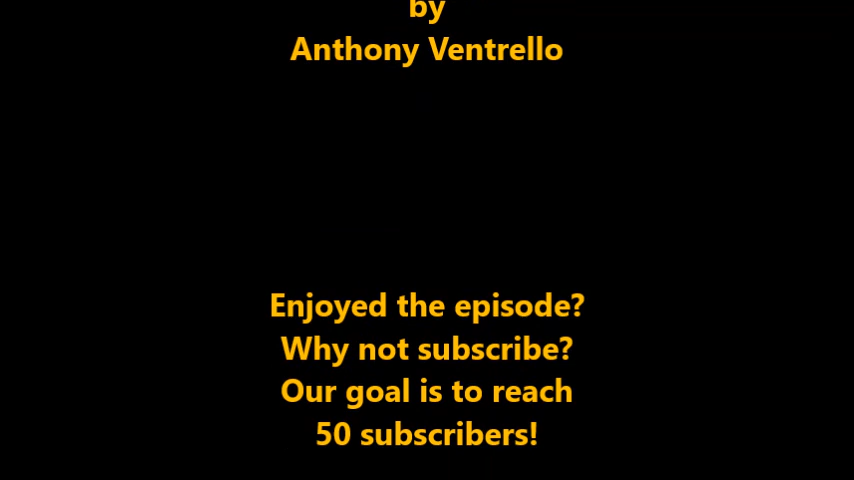 by
Anthony Ventrello
Enjoyed the episode?
Why not subscribe?
Our goal is to reach
50 subscribers!